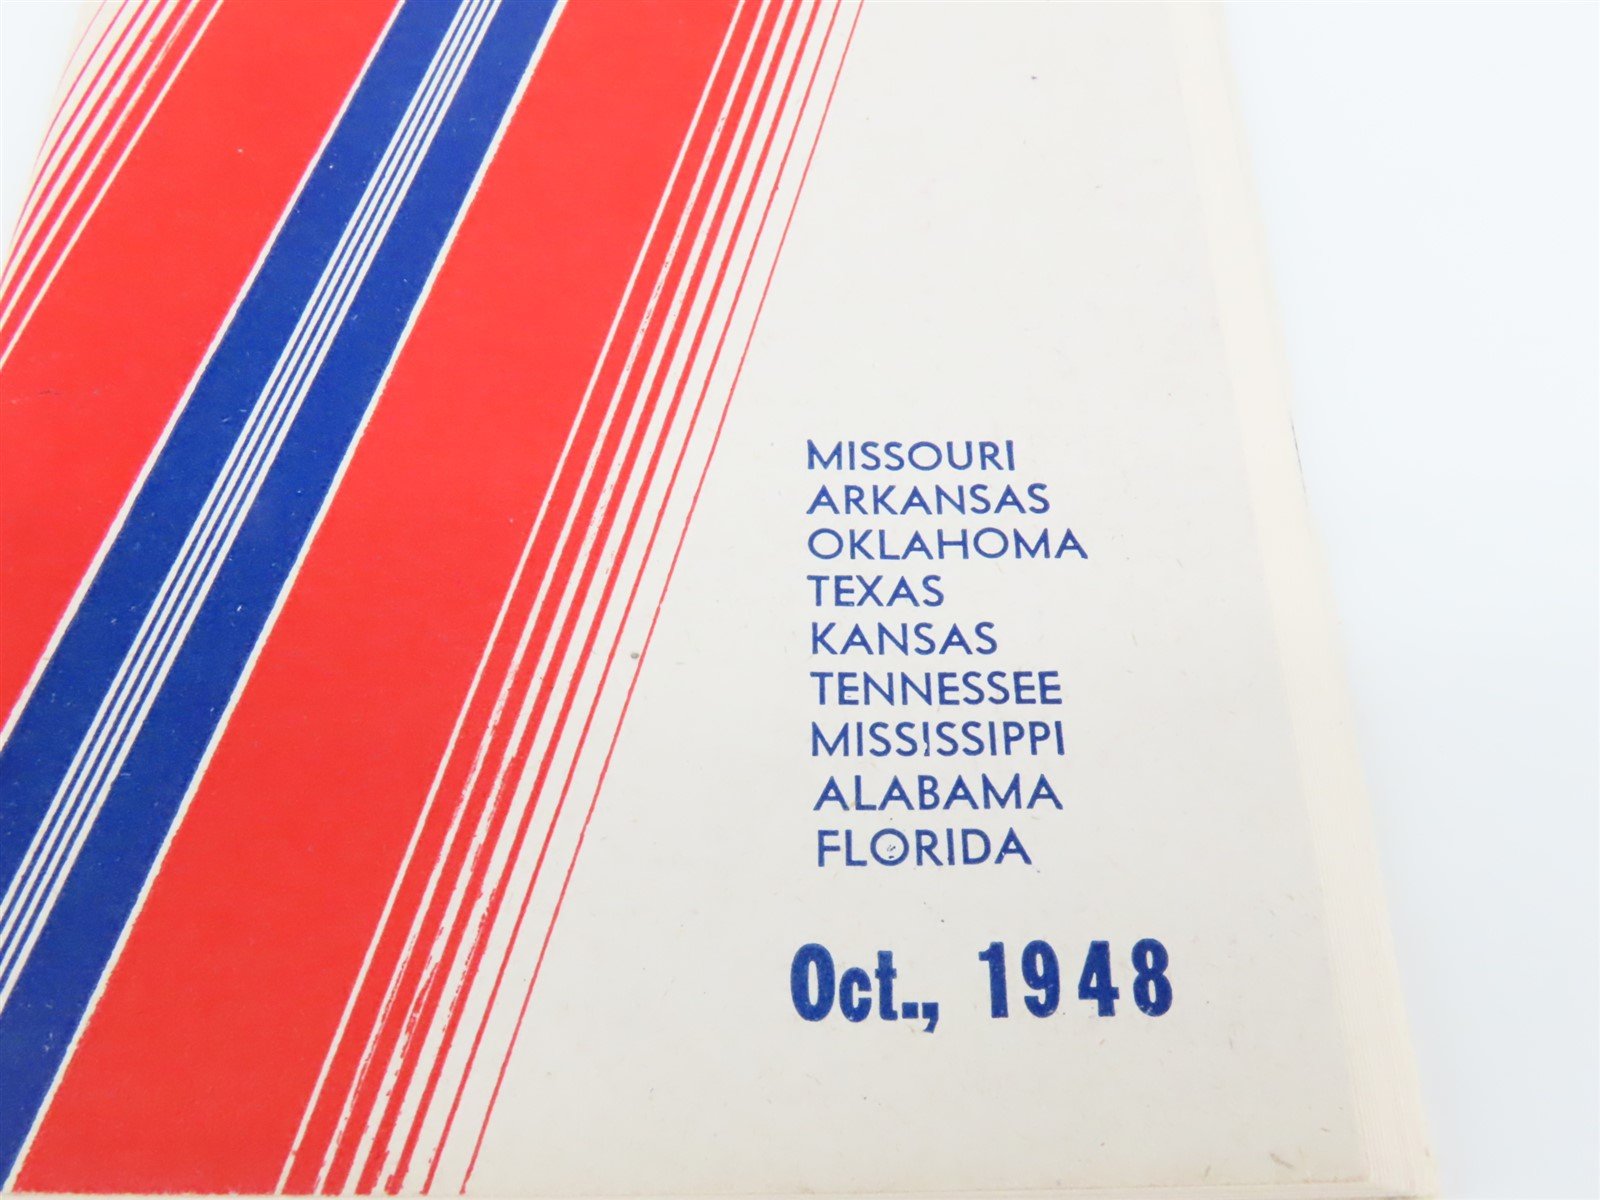 MISSOURI
ARKANSAS
OKLAHOMA
TEXAS
KANSAS
TENNESSEE
MISSISSIPPI
ALABAMA
FLORIDA
Oct., 1948